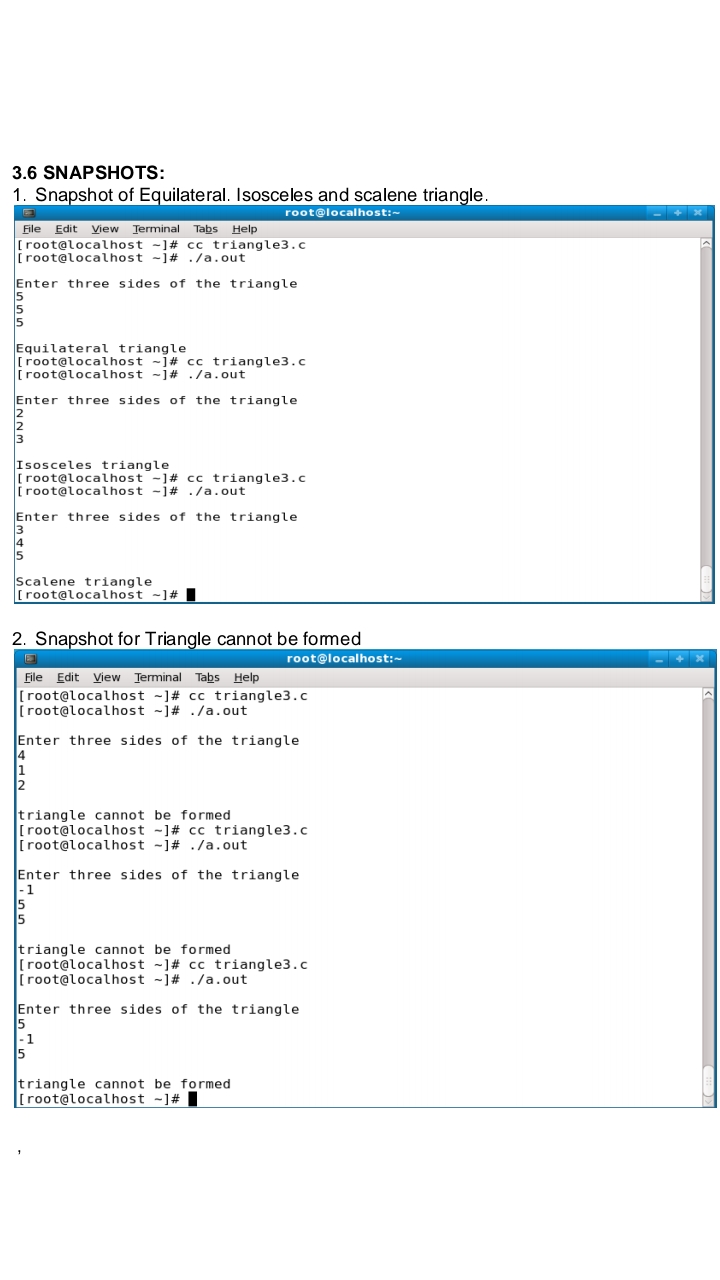 3.6 SNAPSHOTS:
1. Snapshot of Equilateral. Isosceles and scalene triangle.
root@localhost:~
File Edit View Terminal Tabs Help
[root@localhost ~]# cc triangle3.c
[root@localhost ~]# ./a.out
Enter three sides of the triangle
5
5
5
Equilateral triangle
[root@localhost ~]# cc triangle3.c
[root@localhost ~]# ./a.out
Enter three sides of the triangle
2
2
3
Isosceles triangle
[root@localhost ~]# cc triangle3.c
[root@localhost ~]# ./a.out
Enter three sides of the triangle
3
4
5
Scalene triangle
[root@localhost ~]#
2. Snapshot for Triangle cannot be formed
root@localhost:~
File Edit View Terminal Tabs Help
[root@localhost ~]# cc triangle3.c
[root@localhost ~]# ./a.out
Enter three sides of the triangle
4
1
2
triangle cannot be formed
[root@localhost ~]# cc triangle3.c
[root@localhost ~]# ./a.out
Enter three sides of the triangle
-1
5
5
triangle cannot be formed
[root@localhost ~]# cc triangle3.c
[root@localhost ~]# ./a.out
Enter three sides of the triangle
5
-1
5
triangle cannot be formed
[root@localhost ~]#
,